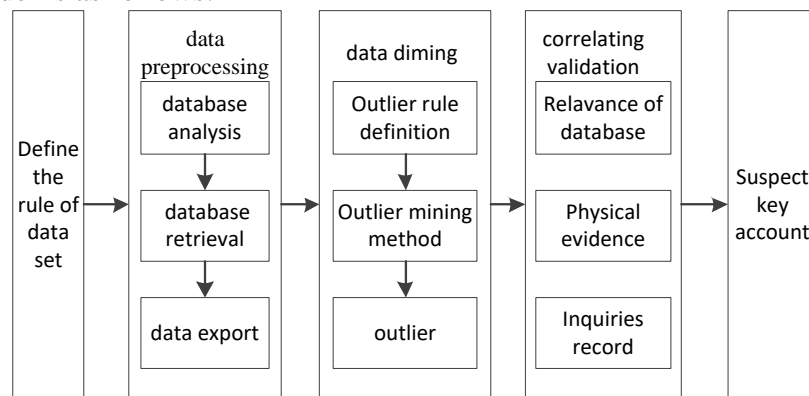 Define
the
rule of
data
set
data
preprocessing
database
analysis
database
retrieval
data export
data diming
Outlier rule
definition
Outlier mining
method
outlier
correlating
validation
Relavance of
database
Physical
evidence
Inquiries
record
Suspect
key
account